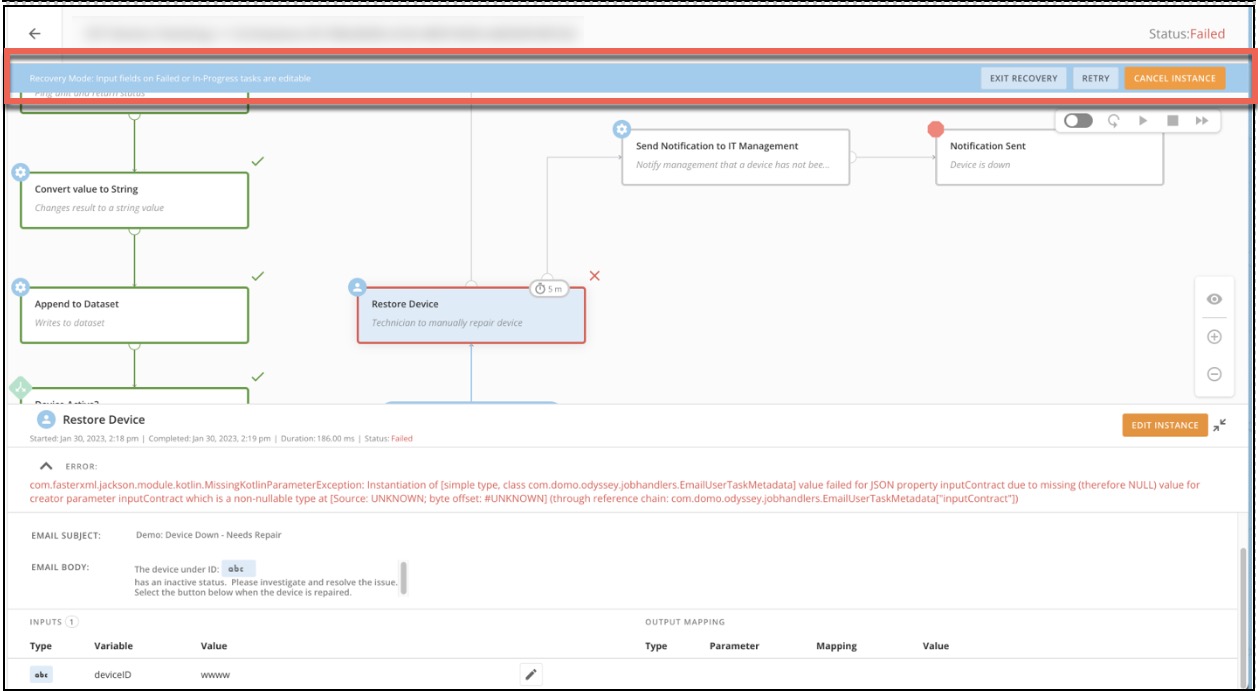 Status:Failed
Recovery Mode: Input fields on Failed or In-Progress tasks are editable
EXIT RECOVERY
RETRY
CANCEL INSTANCE
Ping unit and return status
Send Notification to IT Management
Notify management that a device has not bee...
Notification Sent
Device is down
Convert value to String
Changes result to a string value
5 m
Append to Dataset
Writes to dataset
Restore Device
Technician to manually repair device
Device Active?
Restore Device
Started: Jan 30, 2023, 2:18 pm | Completed: Jan 30, 2023, 2:19 pm | Duration: 186.00 ms | Status: Failed
EDIT INSTANCE
ERROR:
com.fasterxml.jackson.module.kotlin.MissingKotlinParameterException: Instantiation of [simple type, class com.domo.odyssey.jobhandlers.EmailUserTaskMetadata] value failed for JSON property inputContract due to missing (therefore NULL) value for
creator parameter inputContract which is a non-nullable type at [Source: UNKNOWN; byte offset: #UNKNOWN] (through reference chain: com.domo.odyssey.jobhandlers.EmailUserTaskMetadata["inputContract"])
EMAIL SUBJECT: Demo: Device Down - Needs Repair
EMAIL BODY: The device under ID: abc
has an inactive status. Please investigate and resolve the issue.
Select the button below when the device is repaired.
INPUTS 1
OUTPUT MAPPING
Type Variable Value
Type Parameter Mapping Value
abc deviceID wwww